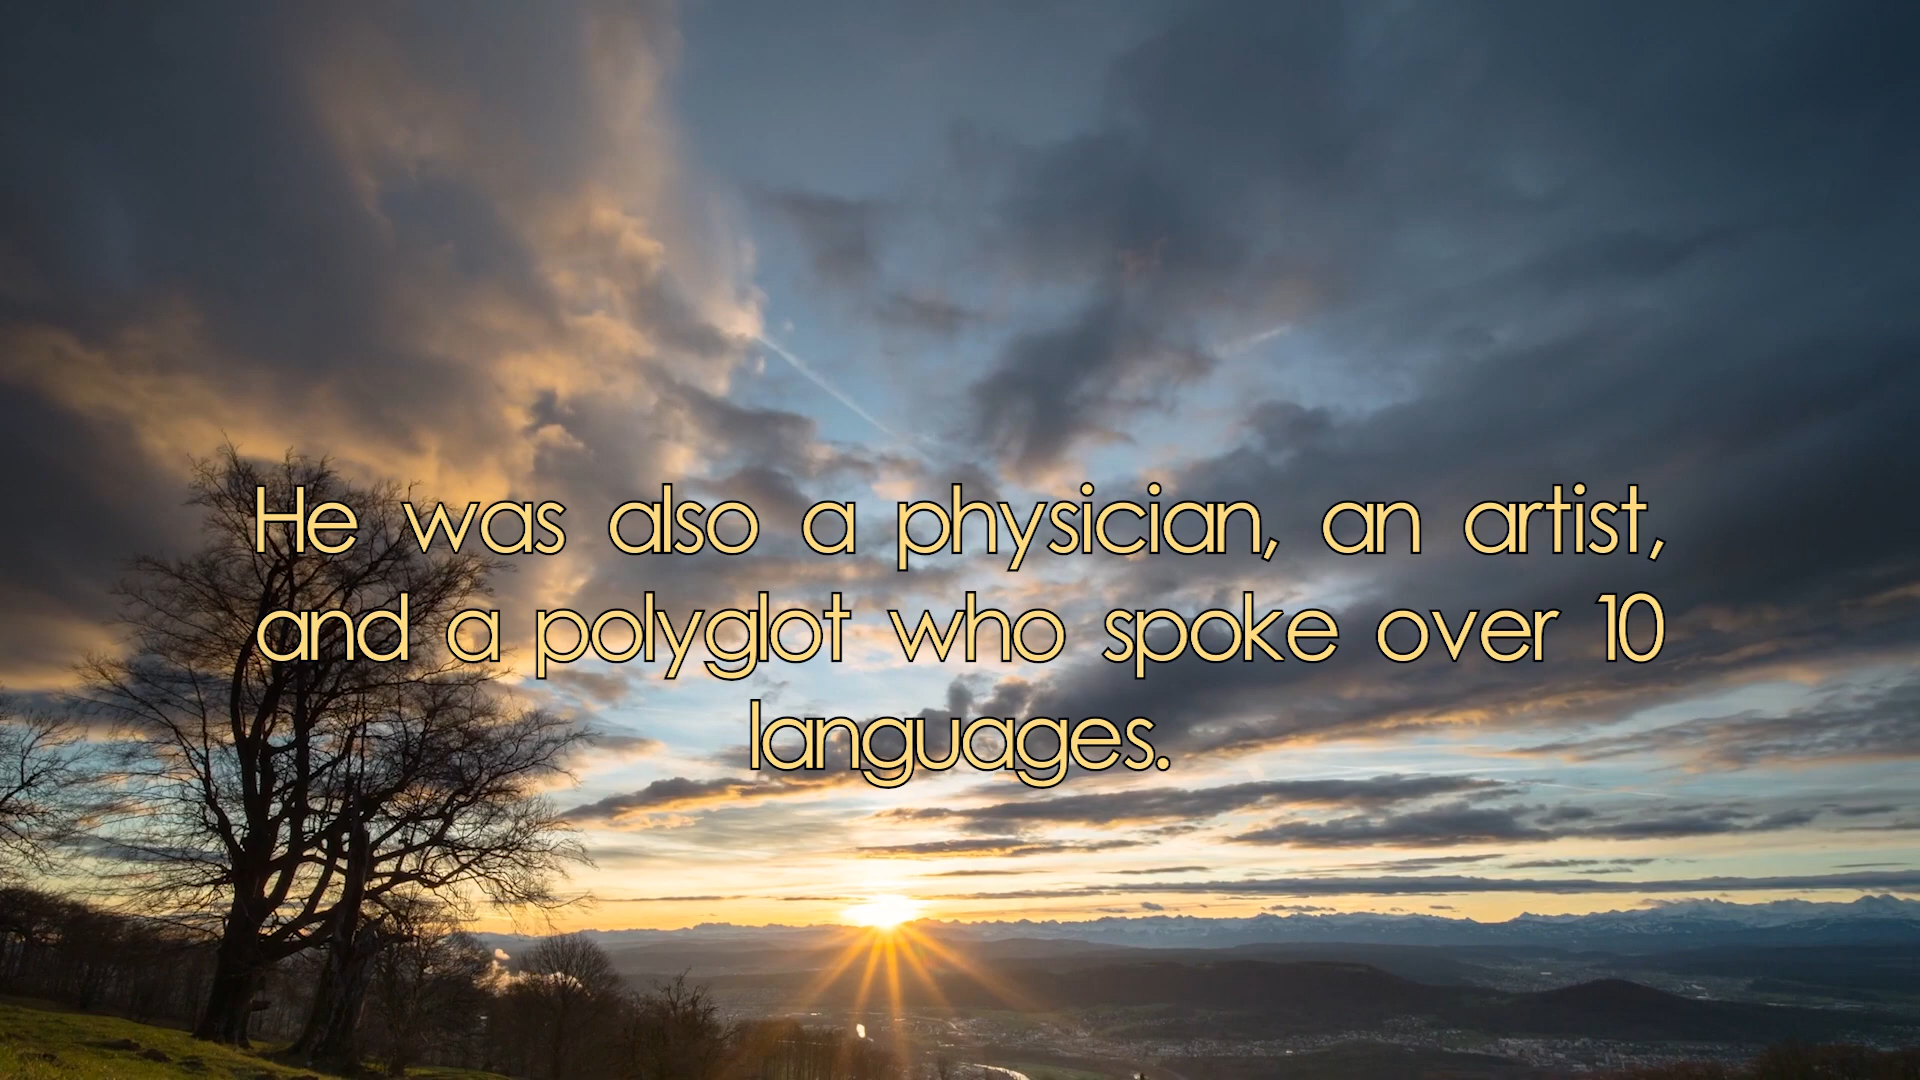 He was also a physician, an artist,
and a polyglot who spoke over 10
languages.